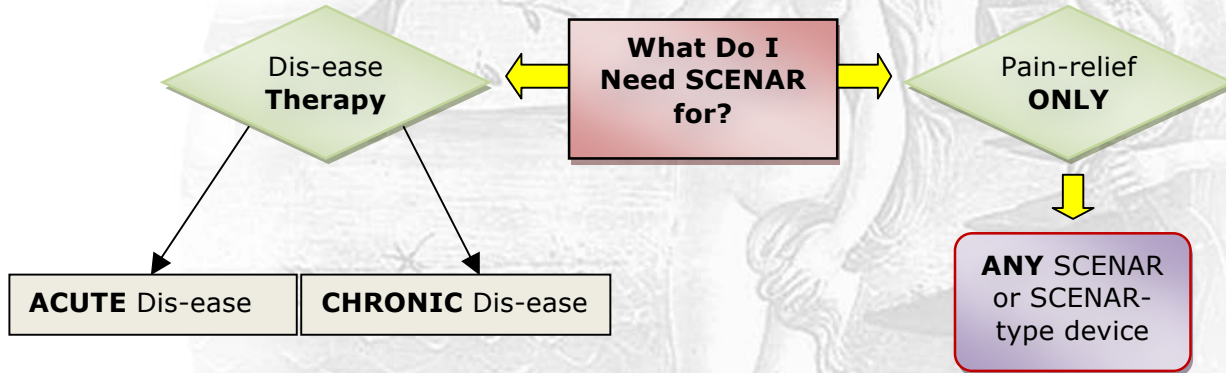 What Do I
Need SCENAR
for?
Dis-ease
Therapy
Pain-relief
ONLY
ACUTE Dis-ease
CHRONIC Dis-ease
ANY SCENAR
or SCENAR-
type device